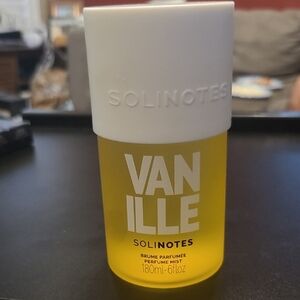 SOLINOTES
VAN
ILLE
SOLINOTES
BRUME PARFUMÉE
PERFUME MIST
180ml-6floz